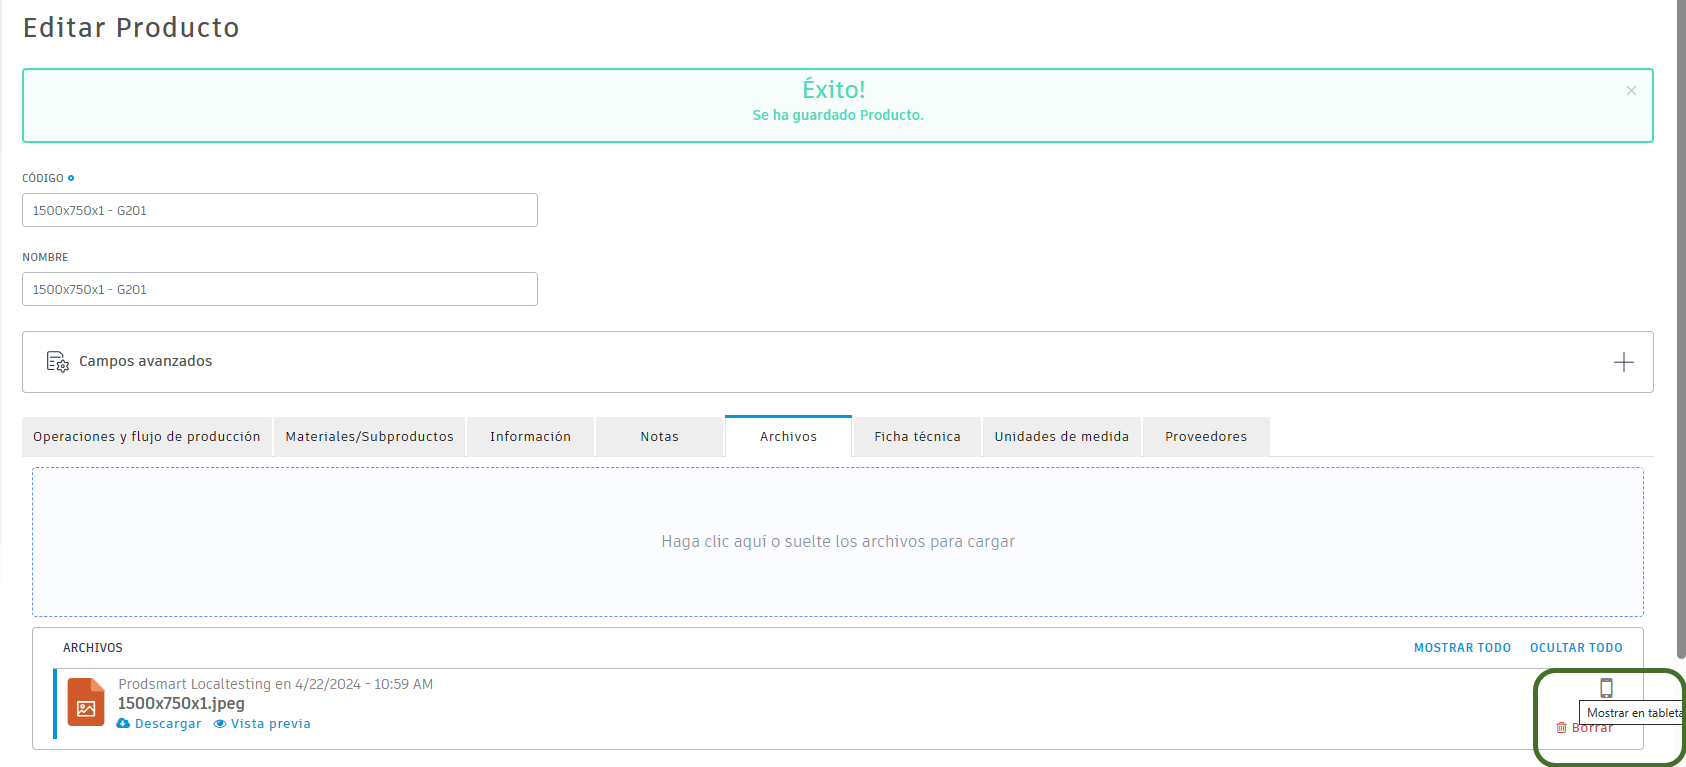 Editar Producto
Éxito!
Se ha guardado Producto.
CÓDIGO
1500x750x1 - G201
NOMBRE
1500x750x1 - G201
Campos avanzados
Operaciones y flujo de producción Materiales/Subproductos Información Notas Archivos Ficha técnica Unidades de medida Proveedores
Haga clic aquí o suelte los archivos para cargar
ARCHIVOS MOSTRAR TODO OCULTAR TODO
Prodsmart Localtesting en 4/22/2024 - 10:59 AM
1500x750x1.jpeg
Mostrar en tableta
Descargar Vista previa Borrar